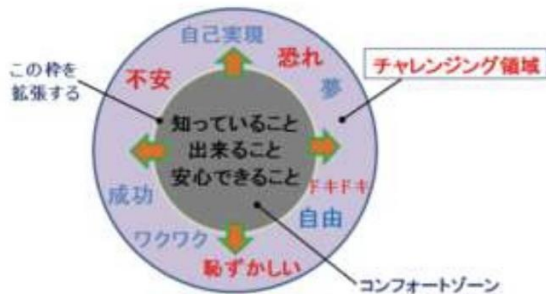 自己実現
恐れ
この枠を
拡張する
不安
チャレンジング領域
夢
知っていること
出来ること
安心できること
ドキドキ
成功
自由
ワクワク
恥ずかしい
コンフォートゾーン